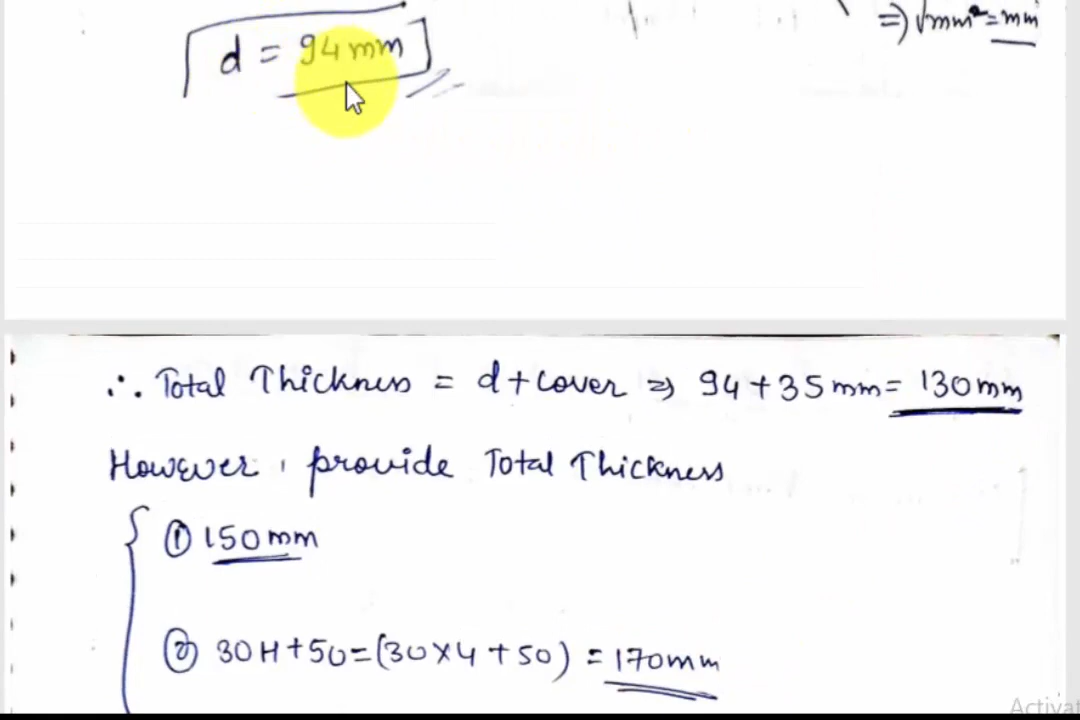 ⇒ √mm² = mm
d = 94 mm
∴ Total Thickness = d + cover ⇒ 94 + 35 mm = 130 mm
However, provide Total Thickness
① 150 mm
② 30H + 50 = (30 × 4 + 50) = 170 mm
Activat